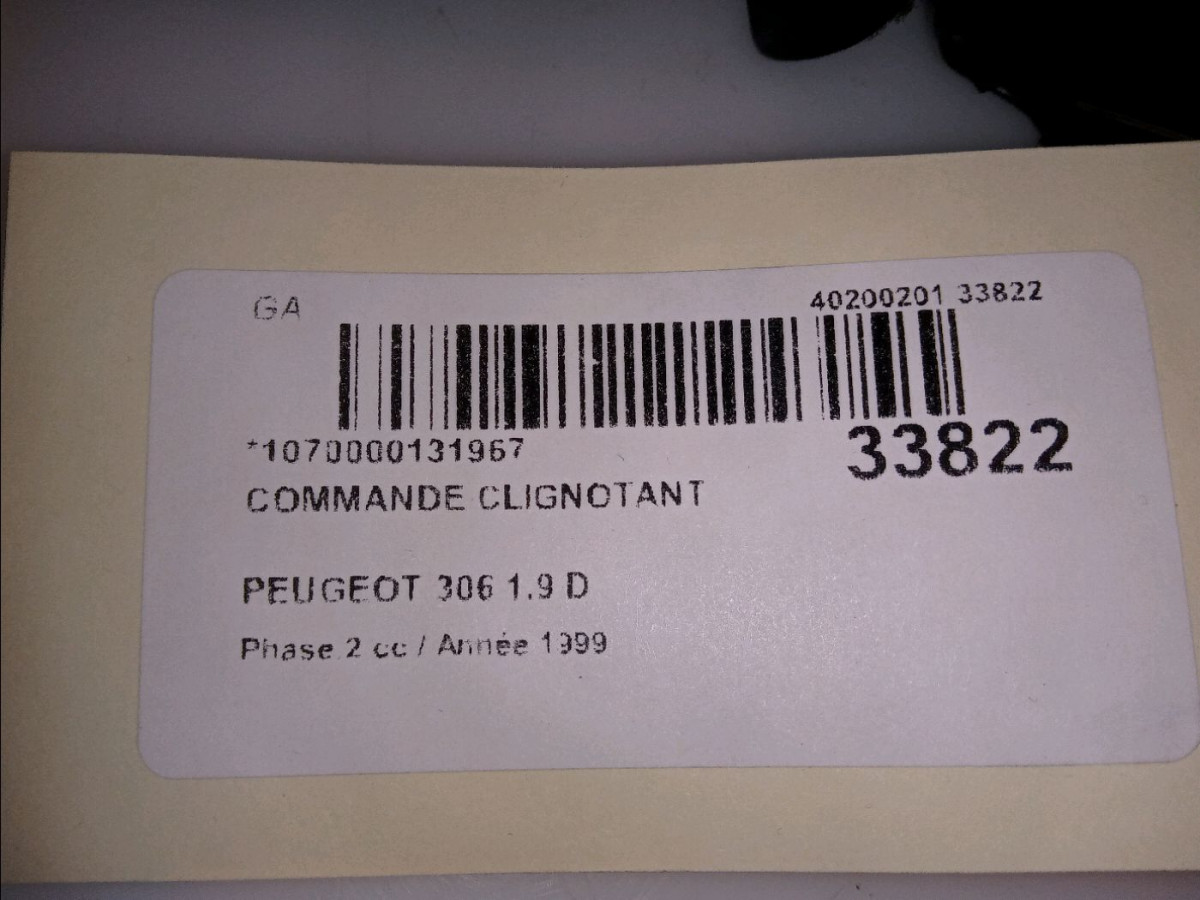 GA
40200201 33822
*1070000131967
33822
COMMANDE CLIGNOTANT
PEUGEOT 306 1.9 D
Phase 2 cc / Année 1999